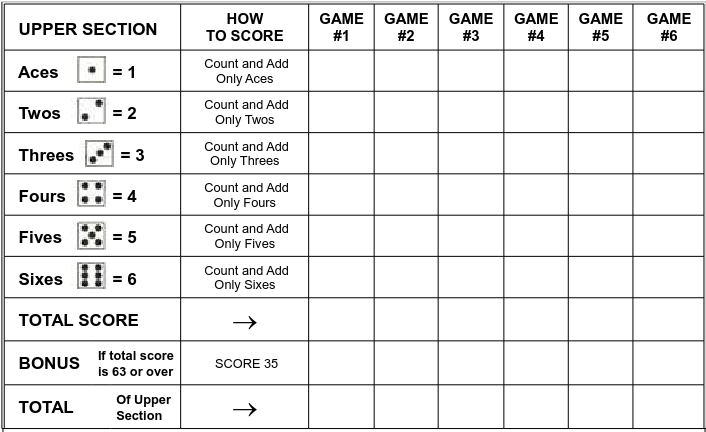 UPPER SECTION
HOW
TO SCORE
GAME
#1
GAME
#2
GAME
#3
GAME
#4
GAME
#5
GAME
#6
Aces = 1
Count and Add
Only Aces
Twos = 2
Count and Add
Only Twos
Threes = 3
Count and Add
Only Threes
Fours = 4
Count and Add
Only Fours
Fives = 5
Count and Add
Only Fives
Sixes = 6
Count and Add
Only Sixes
TOTAL SCORE →
BONUS
If total score
is 63 or over
SCORE 35
TOTAL
Of Upper
Section
→